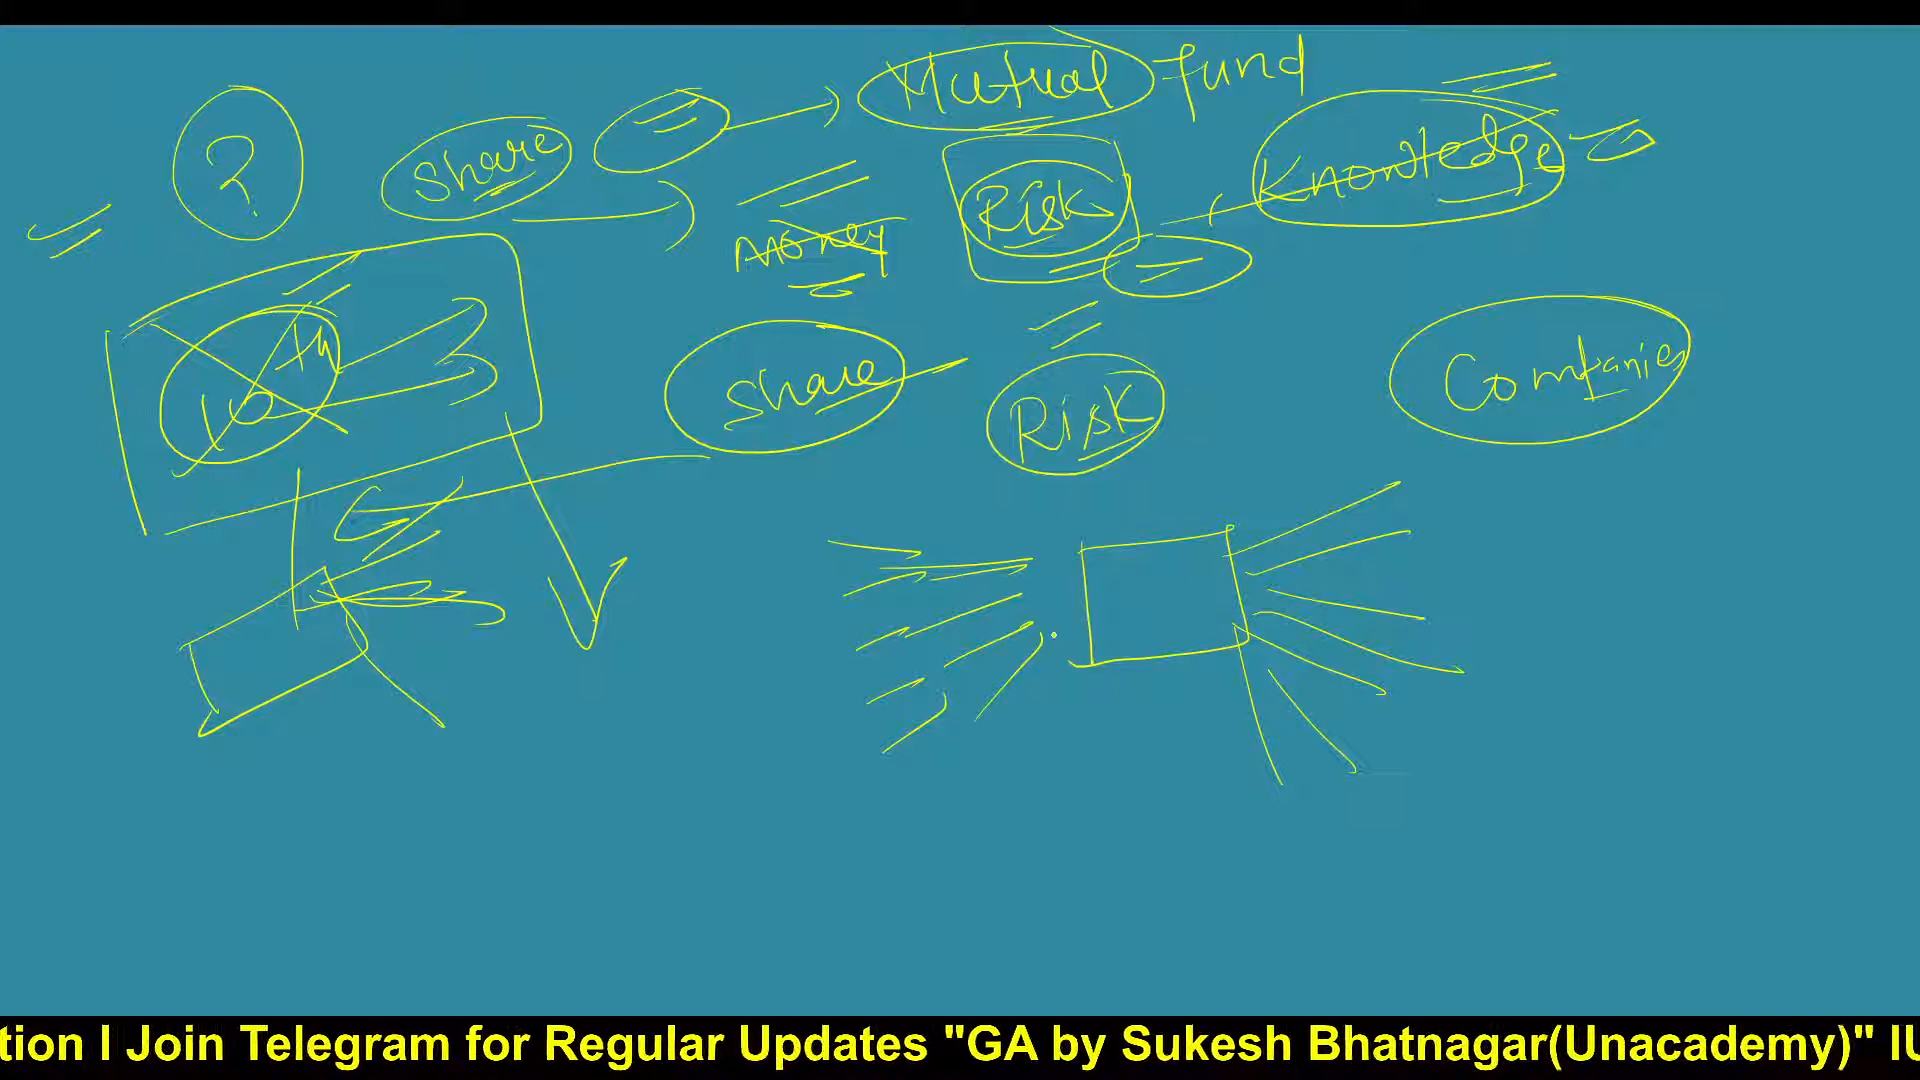 Mutual fund
?
Share
Knowledge
Risk
Money
Share
Risk
Companies
tion I Join Telegram for Regular Updates "GA by Sukesh Bhatnagar(Unacademy)" IU